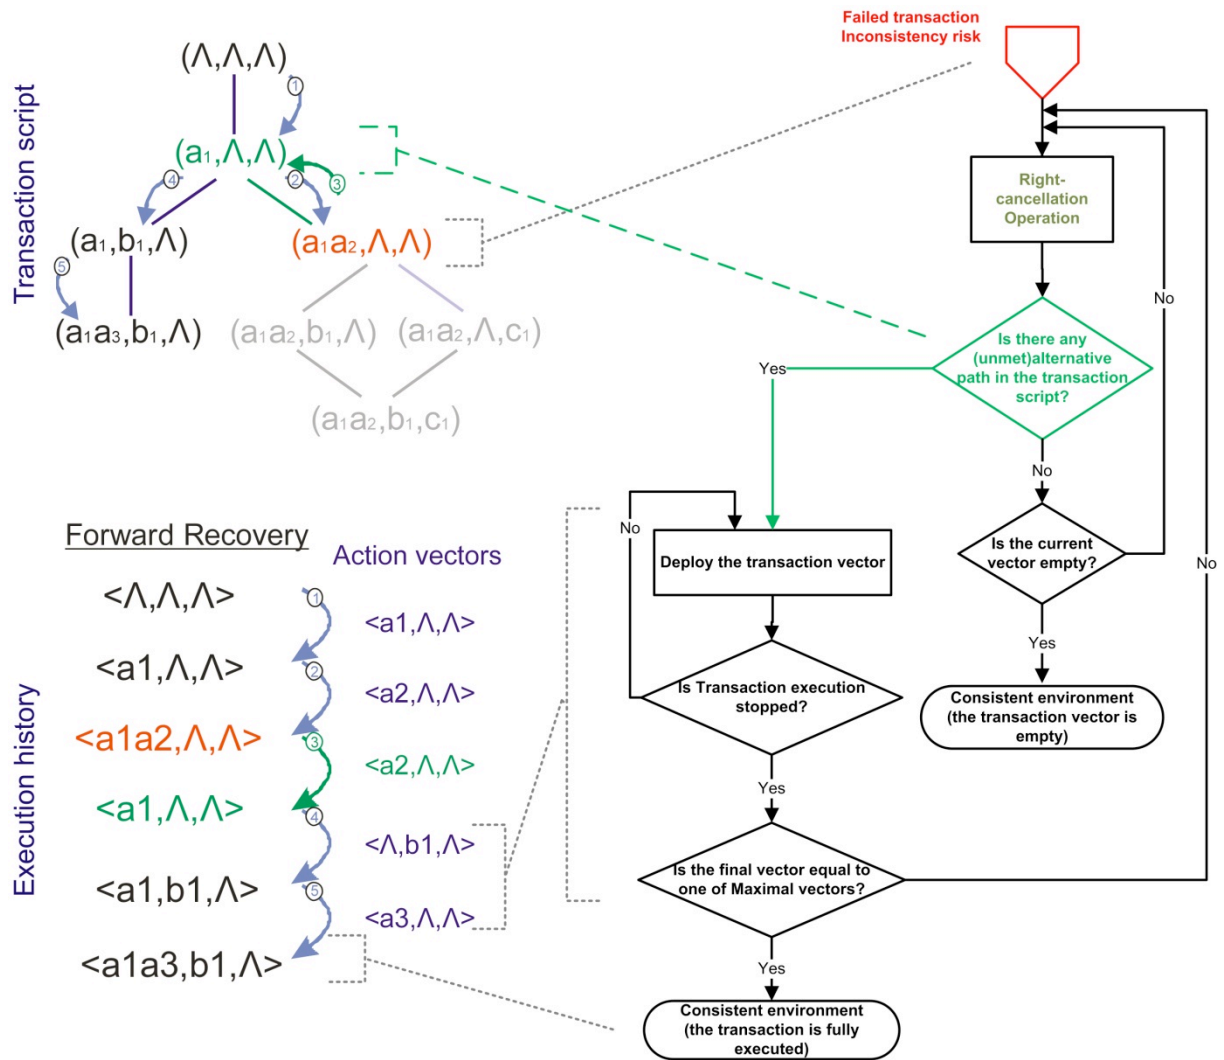 Failed transaction
Inconsistency risk
Transaction script
(Λ,Λ,Λ)
1
(a1,Λ,Λ)
4
2
3
(a1,b1,Λ)
(a1a2,Λ,Λ)
5
(a1a3,b1,Λ)
(a1a2,b1,Λ)
(a1a2,Λ,c1)
(a1a2,b1,c1)
Right-
cancellation
Operation
No
Is there any
(unmet)alternative
path in the transaction
script?
Yes
No
Is the current
vector empty?
No
Yes
Consistent environment
(the transaction vector is
empty)
No
Deploy the transaction vector
Is Transaction execution
stopped?
Yes
Is the final vector equal to
one of Maximal vectors?
Yes
Consistent environment
(the transaction is fully
executed)
Execution history
Forward Recovery
Action vectors
<Λ,Λ,Λ>
1
<a1,Λ,Λ>
<a1,Λ,Λ>
2
<a2,Λ,Λ>
<a1a2,Λ,Λ>
3
<a2,Λ,Λ>
<a1,Λ,Λ>
4
<Λ,b1,Λ>
<a1,b1,Λ>
5
<a3,Λ,Λ>
<a1a3,b1,Λ>